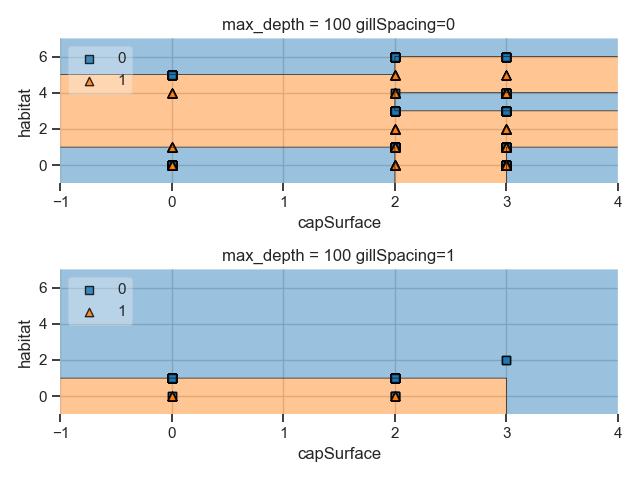 max_depth = 100 gillSpacing=0
0
1
6
4
2
0
habitat
−1 0 1 2 3 4
capSurface
max_depth = 100 gillSpacing=1
0
1
6
4
2
0
habitat
−1 0 1 2 3 4
capSurface